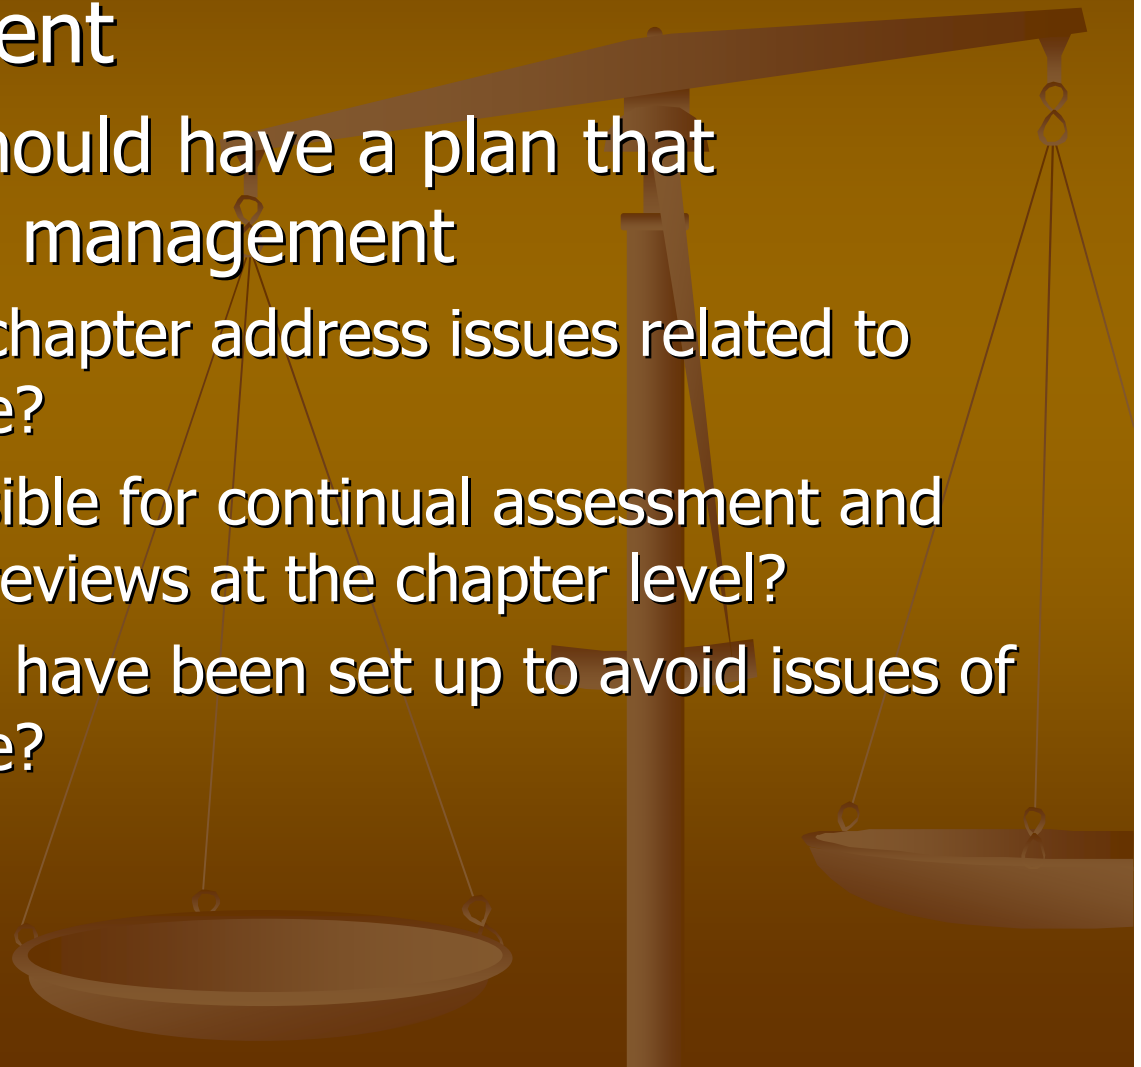 ent
hould have a plan that
management
chapter address issues related to
e?
sible for continual assessment and
eviews at the chapter level?
have been set up to avoid issues of
e?